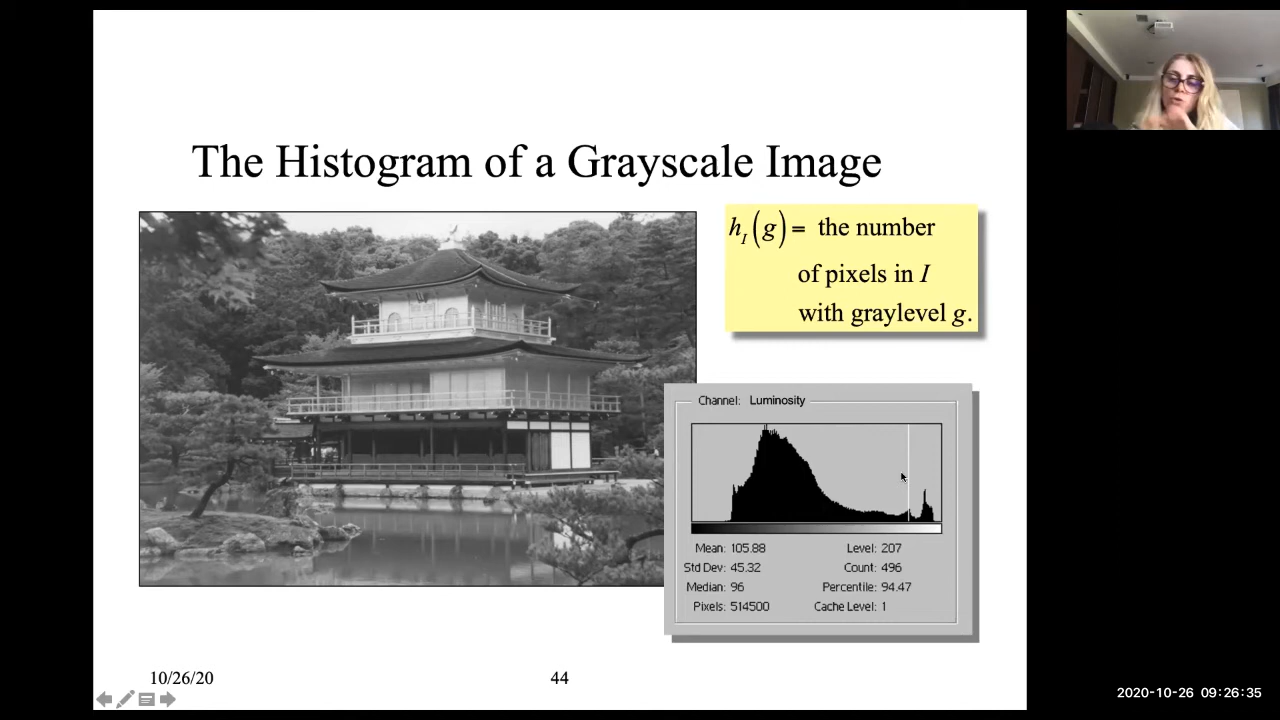 The Histogram of a Grayscale Image
h_I(g) = the number
of pixels in I
with graylevel g.
Channel: Luminosity
Mean: 105.88 Level: 207
Std Dev: 45.32 Count: 496
Median: 96 Percentile: 94.47
Pixels: 514500 Cache Level: 1
10/26/20 44
2020-10-26 09:26:35